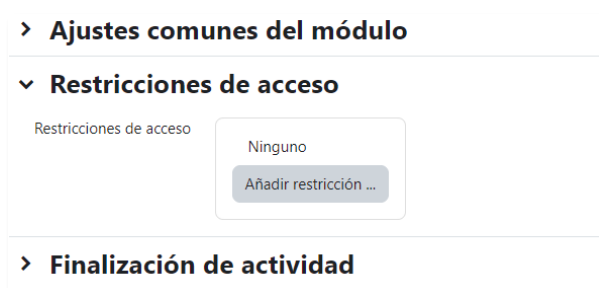 Ajustes comunes del módulo
Restricciones de acceso
Restricciones de acceso
Ninguno
Añadir restricción ...
Finalización de actividad